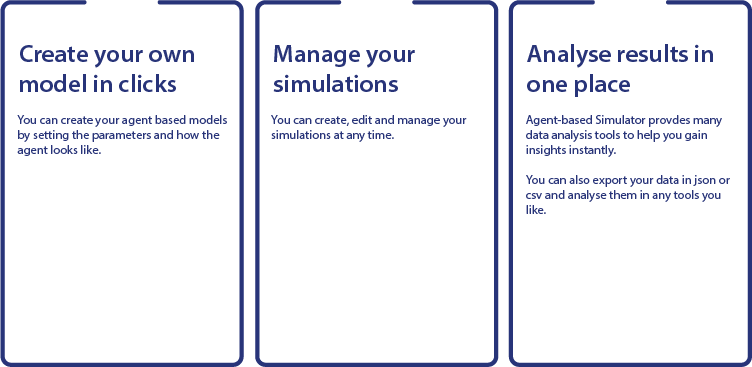 Create your own
model in clicks
You can create your agent based models
by setting the parameters and how the
agent looks like.
Manage your
simulations
You can create, edit and manage your
simulations at any time.
Analyse results in
one place
Agent-based Simulator provdes many
data analysis tools to help you gain
insights instantly.
You can also export your data in json or
csv and analyse them in any tools you
like.